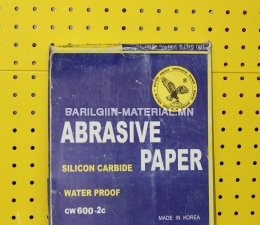 BARILGIIN-MATERIAL.MN
ABRASIVE
PAPER
SILICON CARBIDE
WATER PROOF
CW 600-2c
MADE IN KOREA